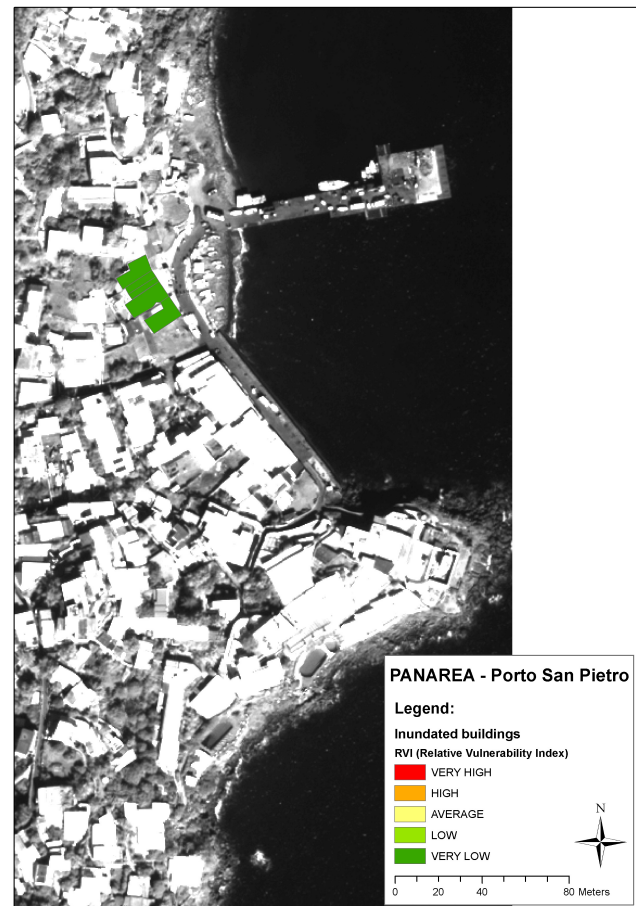 PANAREA - Porto San Pietro
Legend:
Inundated buildings
RVI (Relative Vulnerability Index)
VERY HIGH
HIGH
AVERAGE
LOW
VERY LOW
N
0 20 40 80 Meters